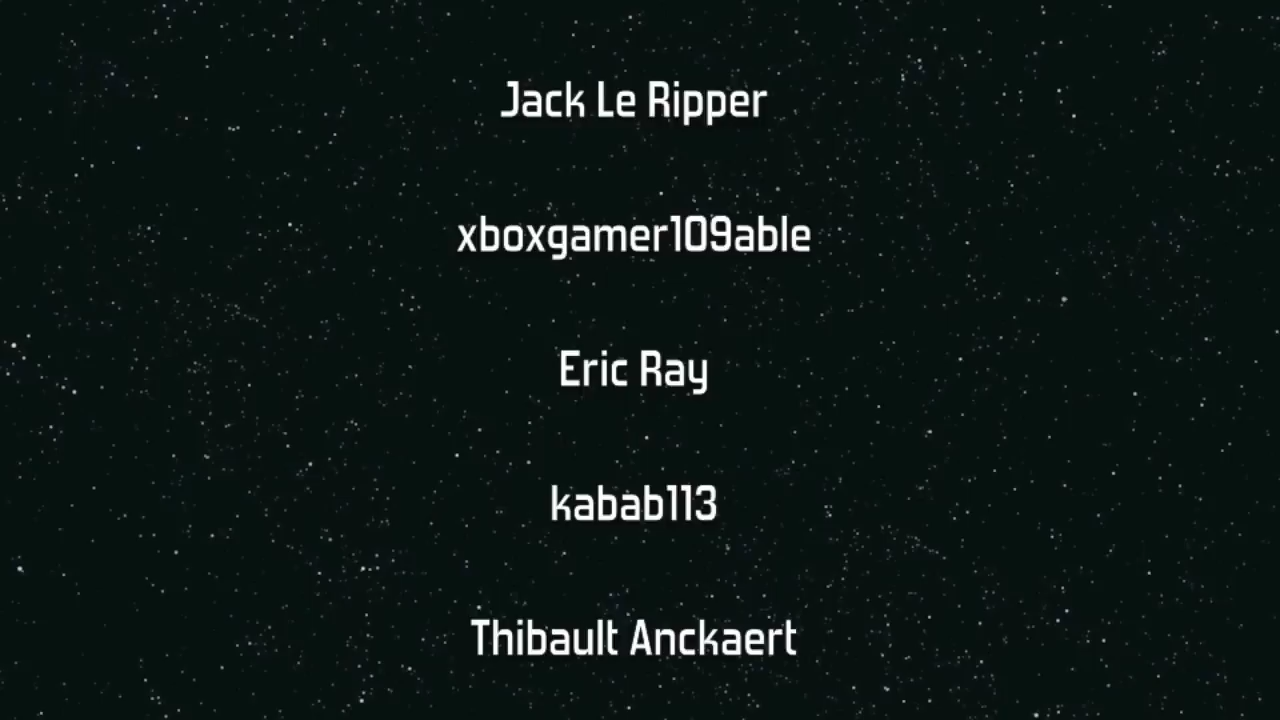 Jack Le Ripper
xboxgamer109able
Eric Ray
kabab113
Thibault Anckaert